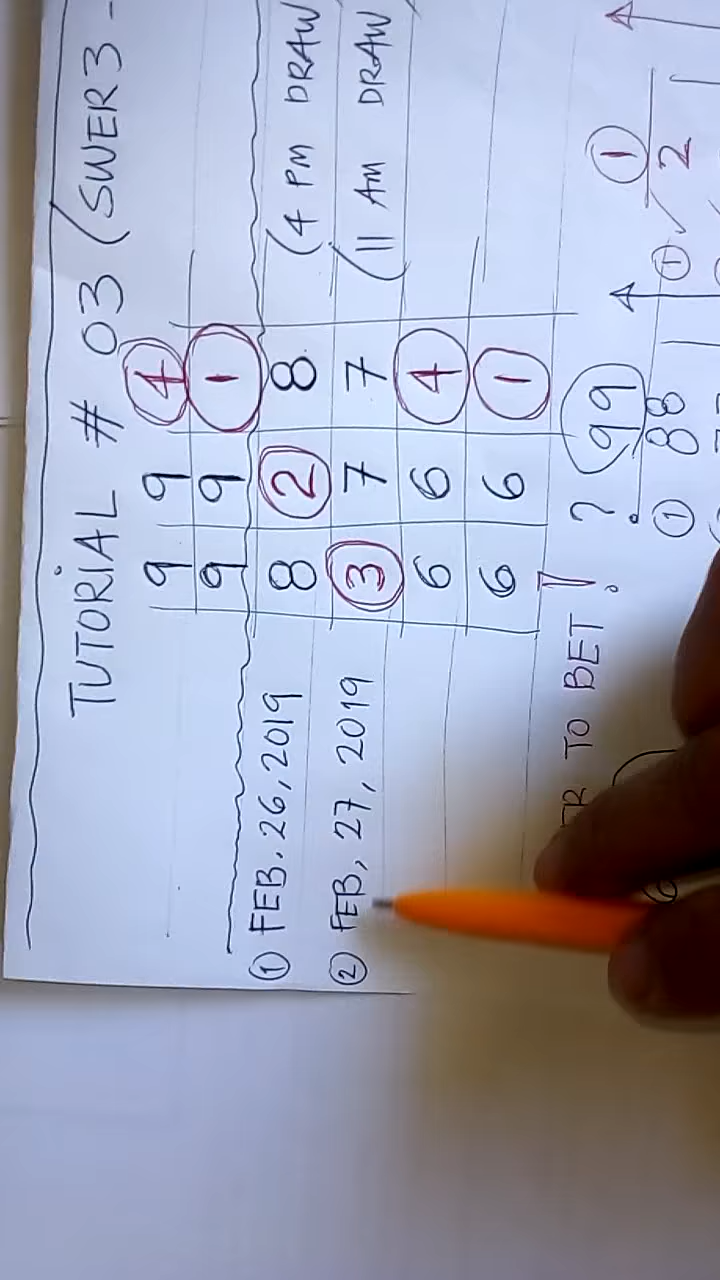 TUTORIAL # 03 (SWER3 -
9 9 4
9 9 1
① FEB. 26, 2019 8 2 8 (4 PM DRAW
② FEB, 27, 2019 3 7 7 (11 AM DRAW
6 6 4
6 6 1
TO BET ! ? 99 1
① 88 ① 2